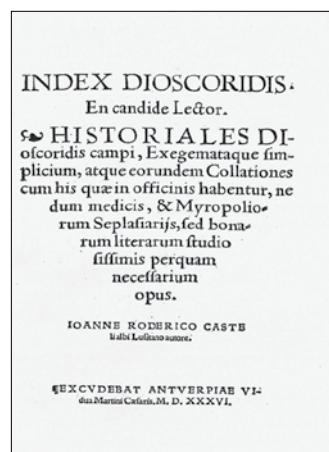 INDEX DIOSCORIDIS.
En candide Lector.
HISTORIALES DI-
oscoridis campi, Exegemataque sim-
plicium, atque eorundem Collationes
cum his quæ in officinis habentur, ne
dum medicis, & Myropolio-
rum Seplasiarijs, sed bona-
rum literarum studio
sissimis perquam
necessarium
opus.
IOANNE RODERICO CASTE
li albi Lusitano autore.
¶EXCVDEBAT ANTVERPIAE VI-
dua Martini Cæsaris. M. D. XXXVI.